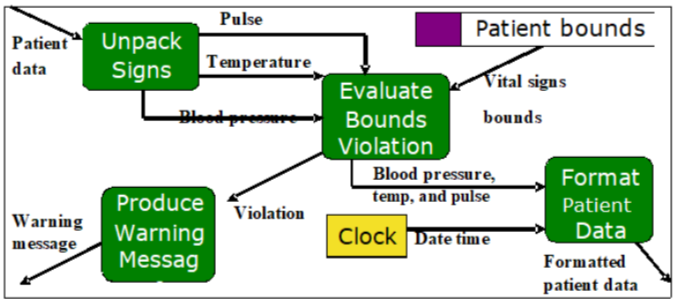 Pulse
Patient
data
Unpack
Signs
Temperature
Blood pressure
Patient bounds
Vital signs
bounds
Evaluate
Bounds
Violation
Blood pressure,
temp, and pulse
Violation
Produce
Warning
Messag
Warning
message
Clock
Date time
Format
Patient
Data
Formatted
patient data